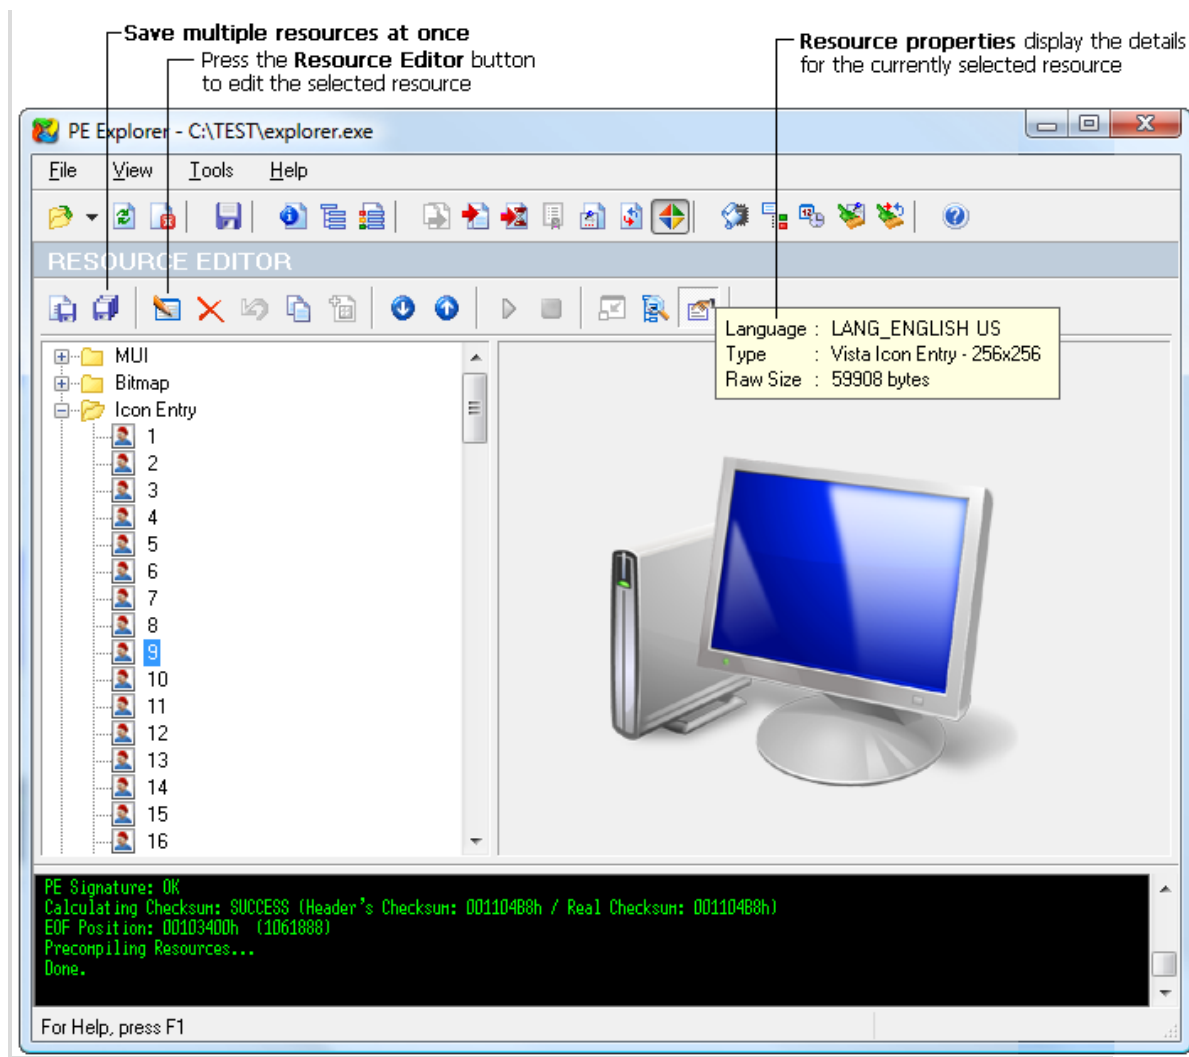 Save multiple resources at once
Press the Resource Editor button
to edit the selected resource
Resource properties display the details
for the currently selected resource
PE Explorer - C:\TEST\explorer.exe
File View Tools Help
RESOURCE EDITOR
Language : LANG_ENGLISH US
Type : Vista Icon Entry - 256x256
Raw Size : 59908 bytes
MUI
Bitmap
Icon Entry
1
2
3
4
5
6
7
8
9
10
11
12
13
14
15
16
PE Signature: OK
Calculating Checksum: SUCCESS (Header's Checksum: 001104B8h / Real Checksum: 001104B8h)
EOF Position: 00103400h (1061888)
Precompiling Resources...
Done.
For Help, press F1